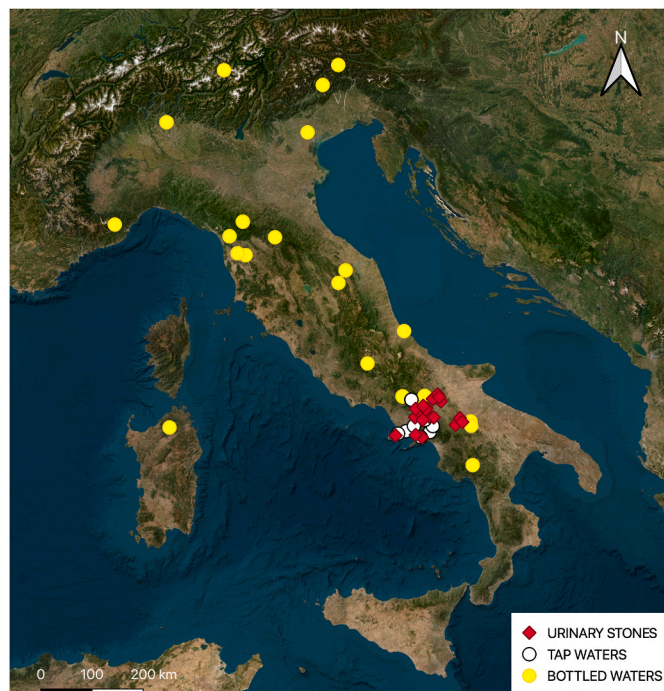 N
0 100 200 km
URINARY STONES
TAP WATERS
BOTTLED WATERS